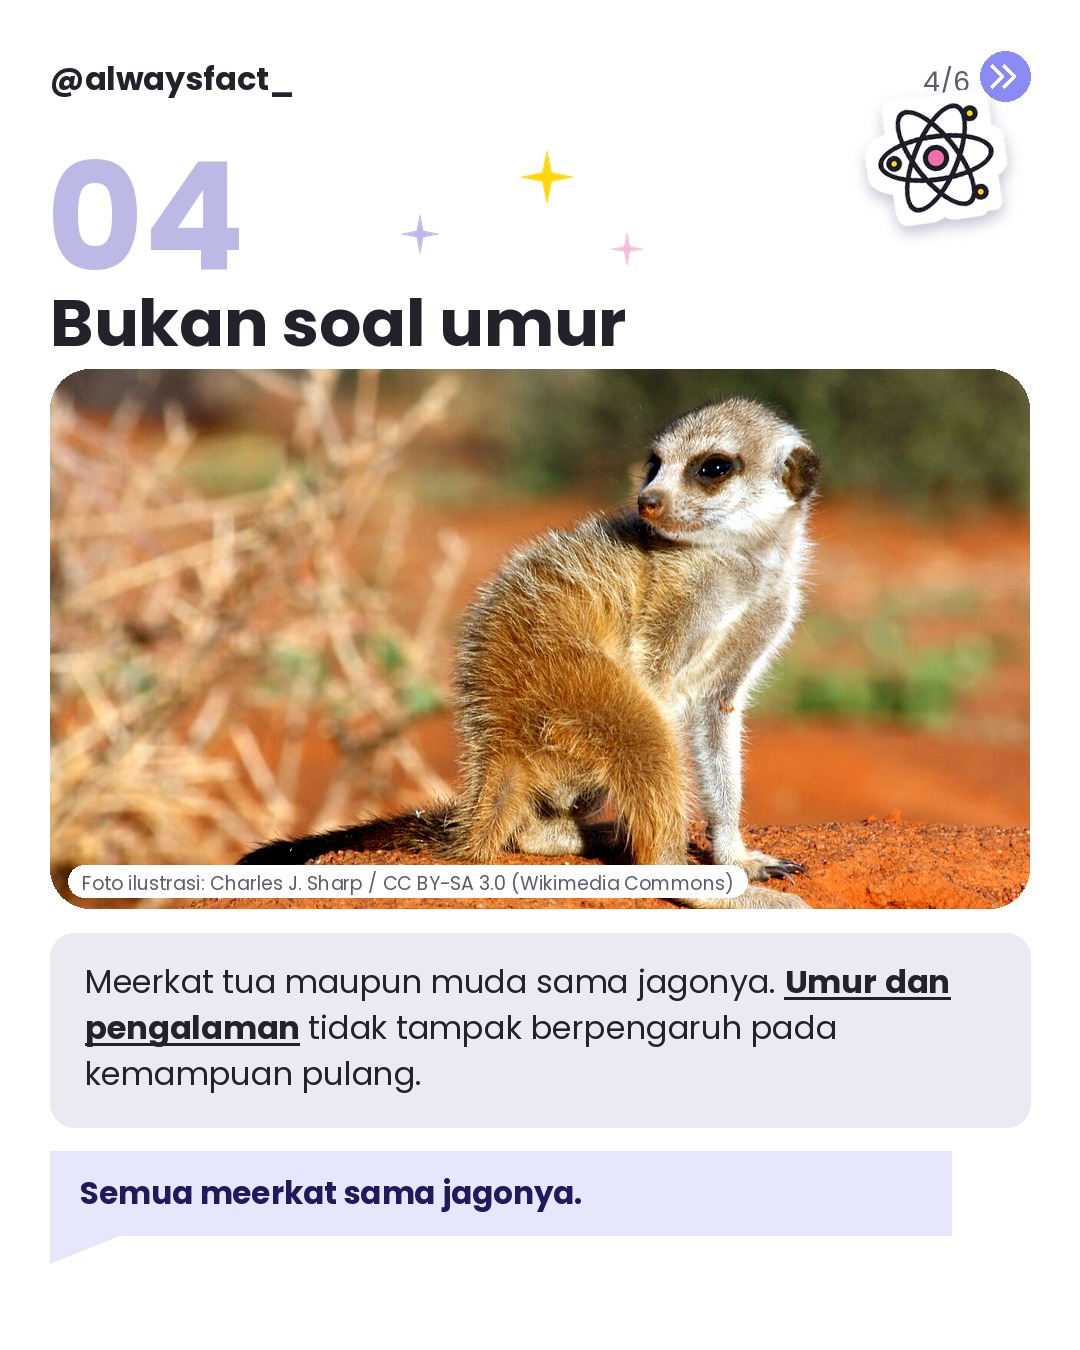 @alwaysfact_
4/6
04
Bukan soal umur
Foto ilustrasi: Charles J. Sharp / CC BY-SA 3.0 (Wikimedia Commons)
Meerkat tua maupun muda sama jagonya. Umur dan
pengalaman tidak tampak berpengaruh pada
kemampuan pulang.
Semua meerkat sama jagonya.